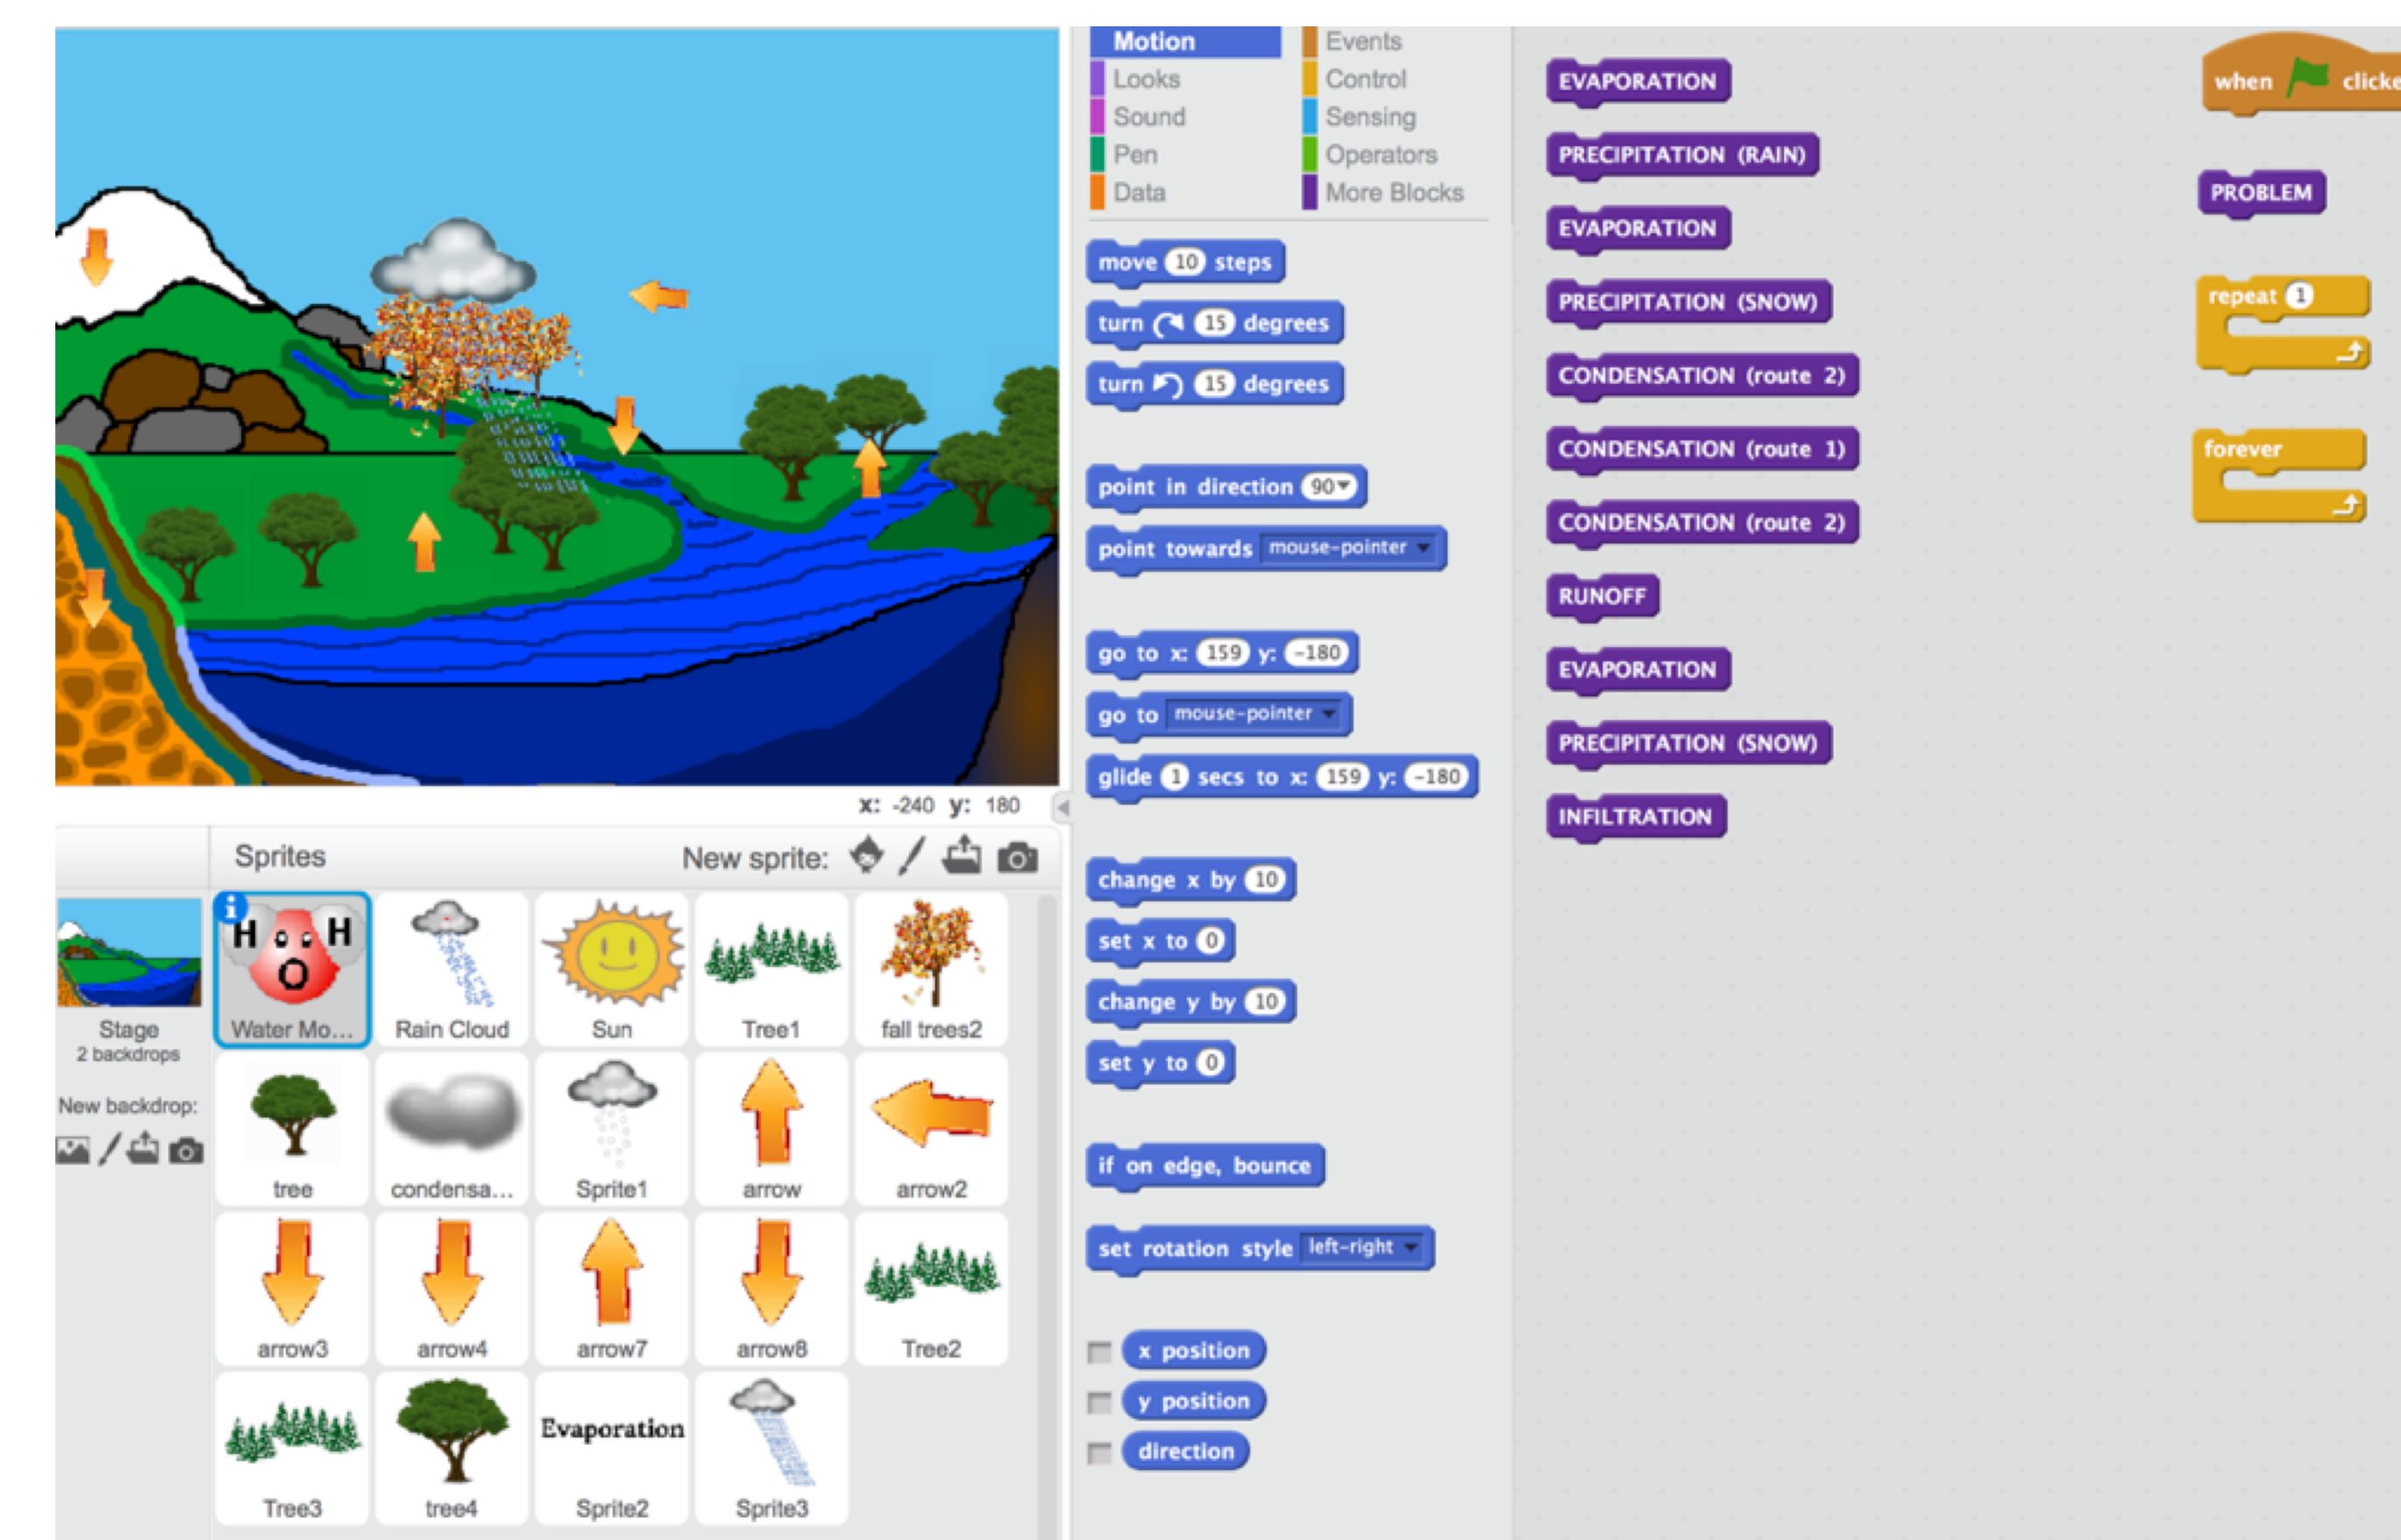 Motion
Events
Looks
Control
Sound
Sensing
Pen
Operators
Data
More Blocks
move 10 steps
turn 15 degrees
turn 15 degrees
point in direction 90
point towards mouse-pointer
go to x: 159 y: -180
go to mouse-pointer
glide 1 secs to x: 159 y: -180
change x by 10
set x to 0
change y by 10
set y to 0
if on edge, bounce
set rotation style left-right
x position
y position
direction
EVAPORATION
PRECIPITATION (RAIN)
EVAPORATION
PRECIPITATION (SNOW)
CONDENSATION (route 2)
CONDENSATION (route 1)
CONDENSATION (route 2)
RUNOFF
EVAPORATION
PRECIPITATION (SNOW)
INFILTRATION
when clicke
PROBLEM
repeat 1
forever
x: -240 y: 180
Sprites
New sprite:
Stage
2 backdrops
New backdrop:
i
H H
O
Water Mo...
Rain Cloud
Sun
Tree1
fall trees2
tree
condensa...
Sprite1
arrow
arrow2
arrow3
arrow4
arrow7
arrow8
Tree2
Tree3
tree4
Evaporation
Sprite2
Sprite3